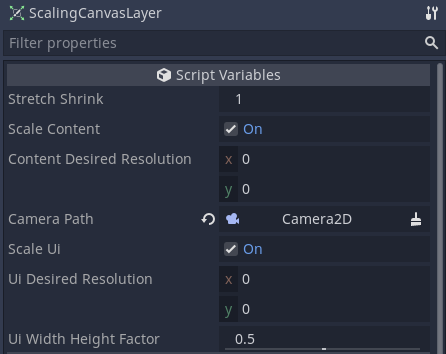 ScalingCanvasLayer
Filter properties
Script Variables
Stretch Shrink 1
Scale Content On
Content Desired Resolution x 0
y 0
Camera Path Camera2D
Scale Ui On
Ui Desired Resolution x 0
y 0
Ui Width Height Factor 0.5